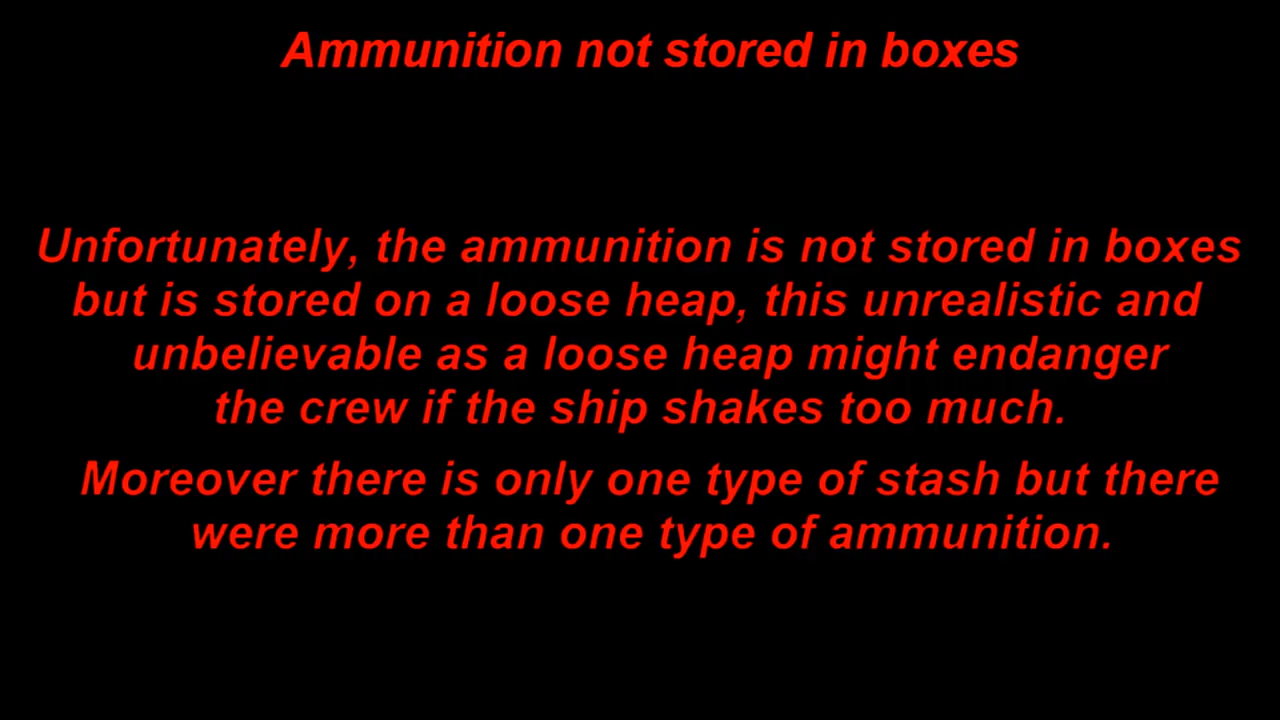 Ammunition not stored in boxes
Unfortunately, the ammunition is not stored in boxes
but is stored on a loose heap, this unrealistic and
unbelievable as a loose heap might endanger
the crew if the ship shakes too much.
Moreover there is only one type of stash but there
were more than one type of ammunition.